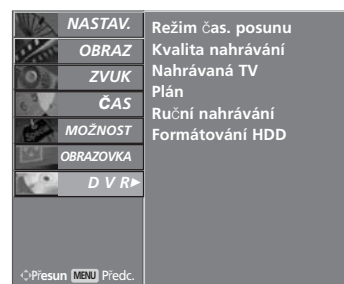 NASTAV.
OBRAZ
ZVUK
ČAS
MOŽNOST
OBRAZOVKA
D V R
Přesun MENU Předc.
Režim čas. posunu
Kvalita nahrávání
Nahrávaná TV
Plán
Ruční nahrávání
Formátování HDD